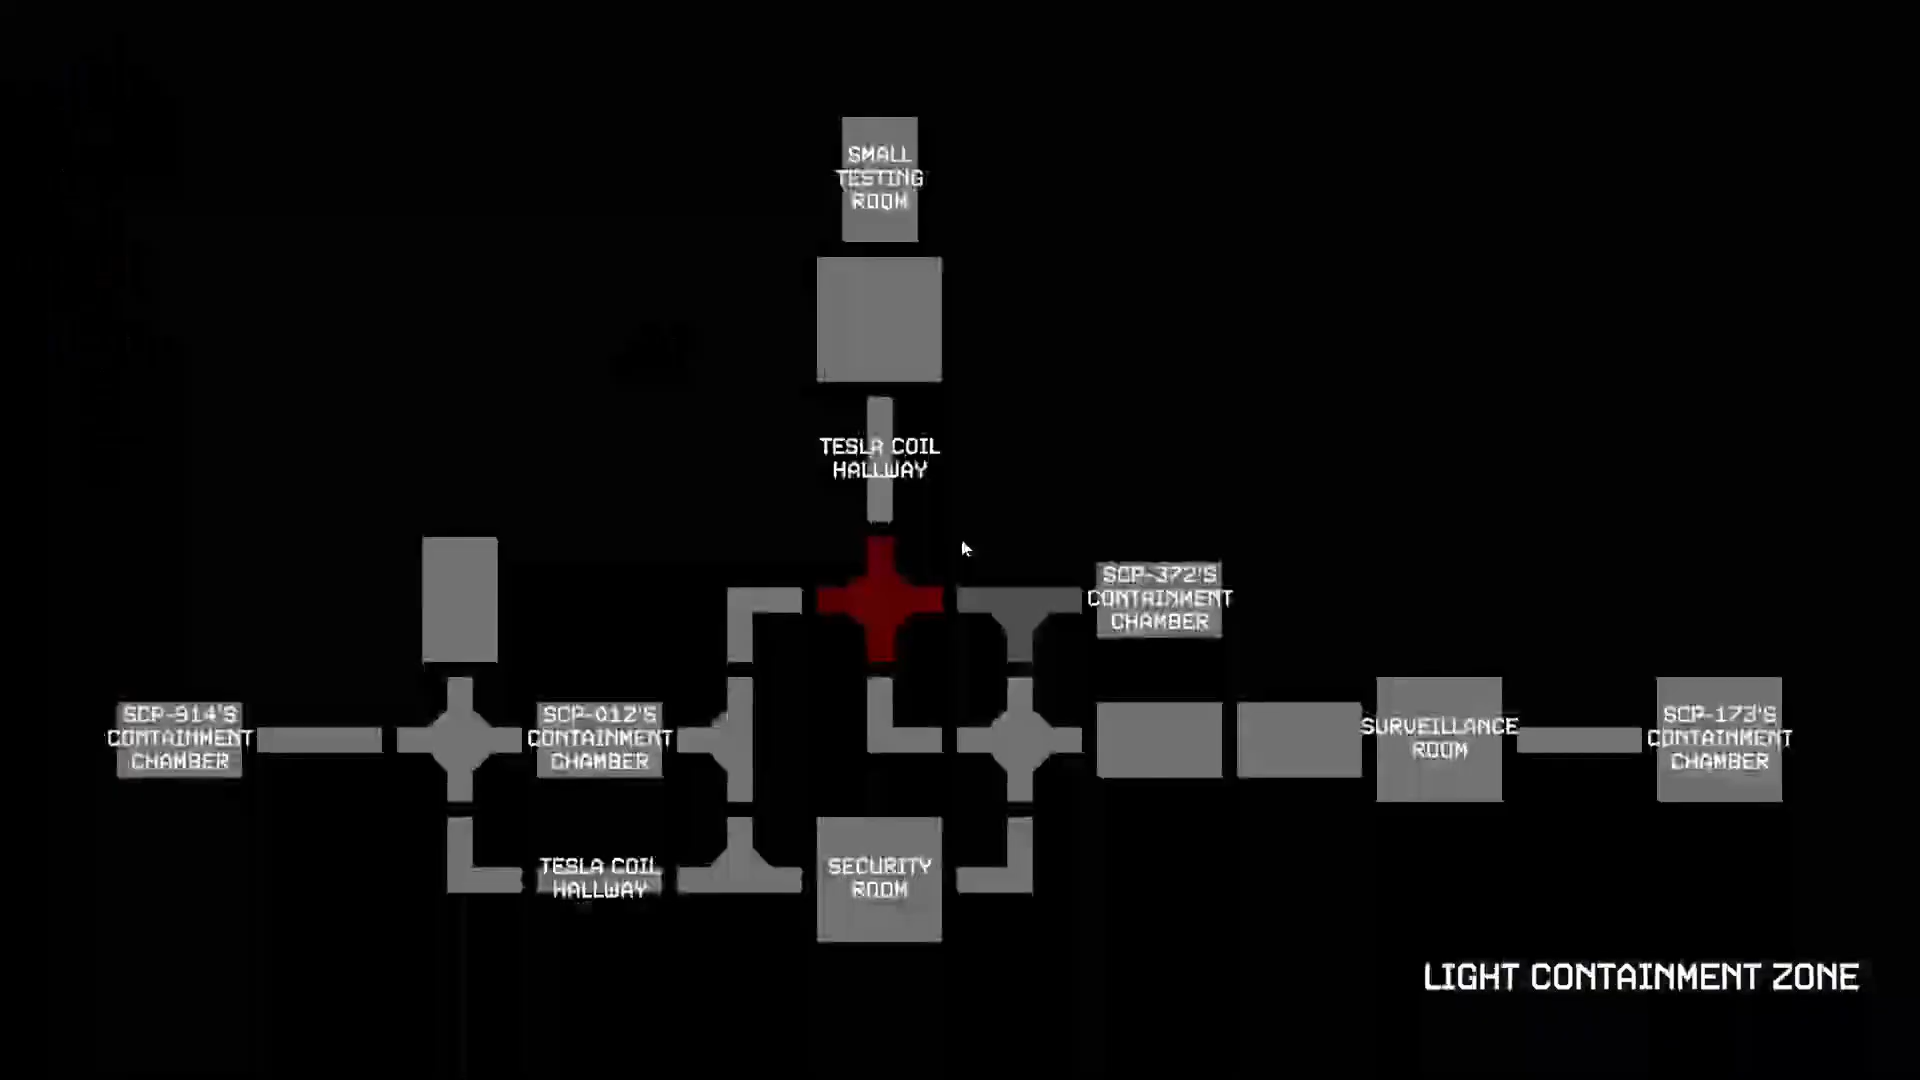 SMALL
TESTING
ROOM
TESLA COIL
HALLWAY
SCP-372'S
CONTAINMENT
CHAMBER
SCP-914'S
CONTAINMENT
CHAMBER
SCP-012'S
CONTAINMENT
CHAMBER
SURVEILLANCE
ROOM
SCP-173'S
CONTAINMENT
CHAMBER
TESLA COIL
HALLWAY
SECURITY
ROOM
LIGHT CONTAINMENT ZONE